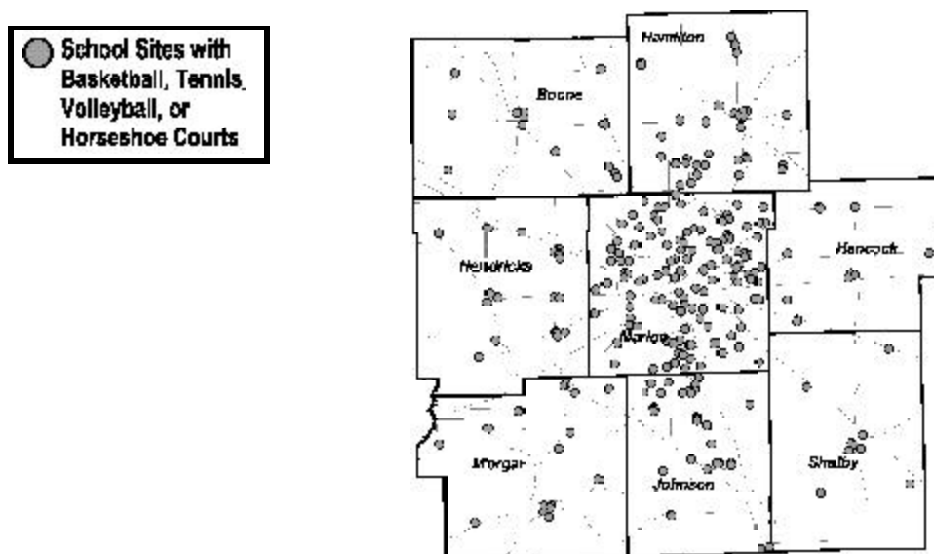 School Sites with
Basketball, Tennis,
Volleyball, or
Horseshoe Courts
Hamilton
Boone
Hancock
Hendricks
Marion
Morgan
Shelby
Johnson